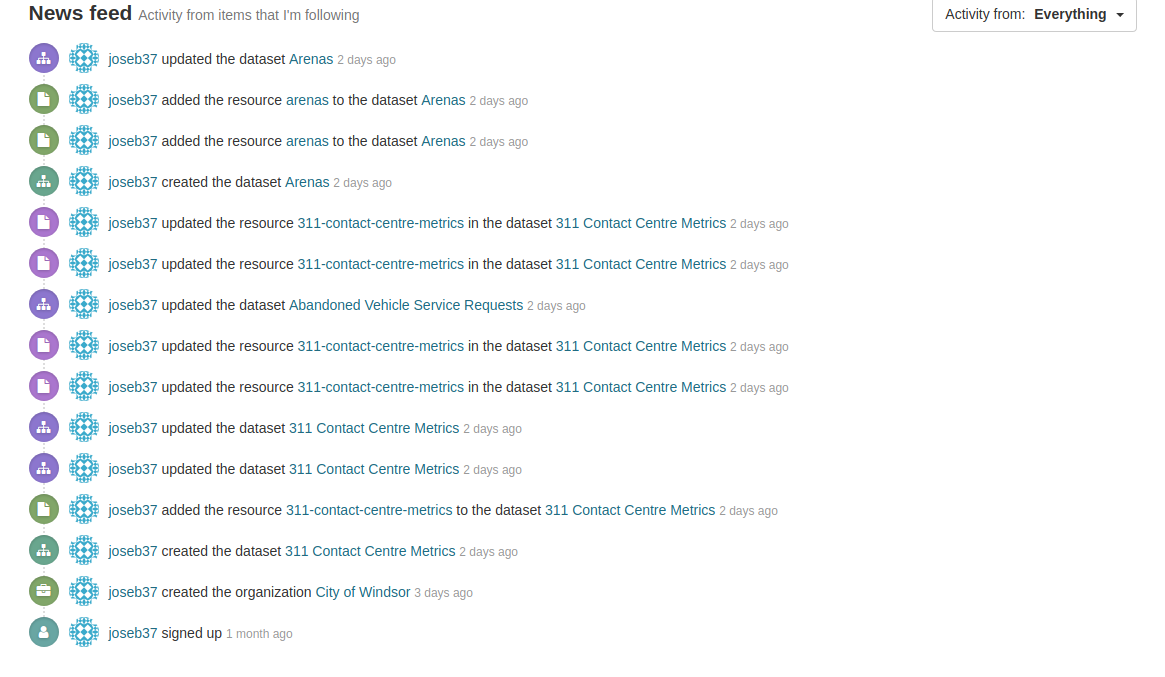 News feed Activity from items that I'm following
Activity from: Everything
joseb37 updated the dataset Arenas 2 days ago
joseb37 added the resource arenas to the dataset Arenas 2 days ago
joseb37 added the resource arenas to the dataset Arenas 2 days ago
joseb37 created the dataset Arenas 2 days ago
joseb37 updated the resource 311-contact-centre-metrics in the dataset 311 Contact Centre Metrics 2 days ago
joseb37 updated the resource 311-contact-centre-metrics in the dataset 311 Contact Centre Metrics 2 days ago
joseb37 updated the dataset Abandoned Vehicle Service Requests 2 days ago
joseb37 updated the resource 311-contact-centre-metrics in the dataset 311 Contact Centre Metrics 2 days ago
joseb37 updated the resource 311-contact-centre-metrics in the dataset 311 Contact Centre Metrics 2 days ago
joseb37 updated the dataset 311 Contact Centre Metrics 2 days ago
joseb37 updated the dataset 311 Contact Centre Metrics 2 days ago
joseb37 added the resource 311-contact-centre-metrics to the dataset 311 Contact Centre Metrics 2 days ago
joseb37 created the dataset 311 Contact Centre Metrics 2 days ago
joseb37 created the organization City of Windsor 3 days ago
joseb37 signed up 1 month ago